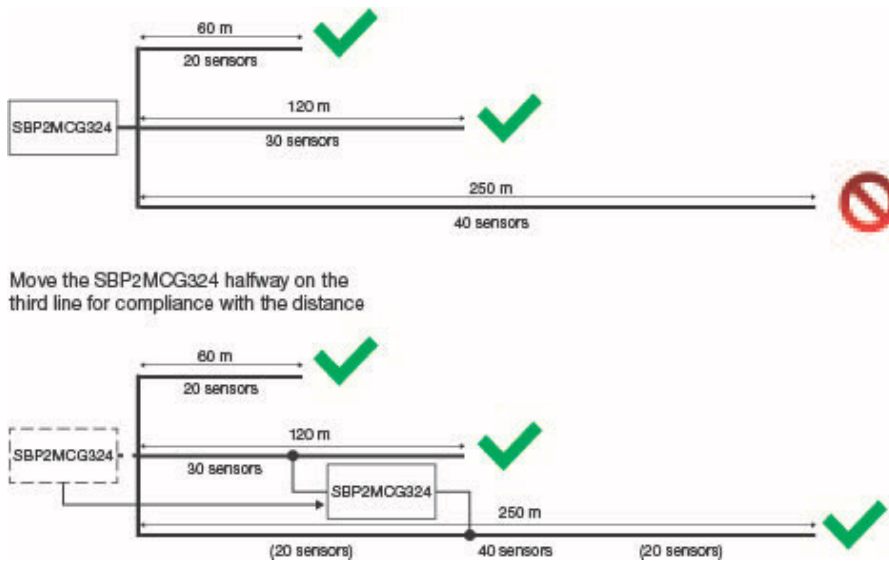 60 m
20 sensors
SBP2MCG324
120 m
30 sensors
250 m
40 sensors
Move the SBP2MCG324 halfway on the
third line for compliance with the distance
60 m
20 sensors
SBP2MCG324
120 m
30 sensors
SBP2MCG324
250 m
(20 sensors) 40 sensors (20 sensors)